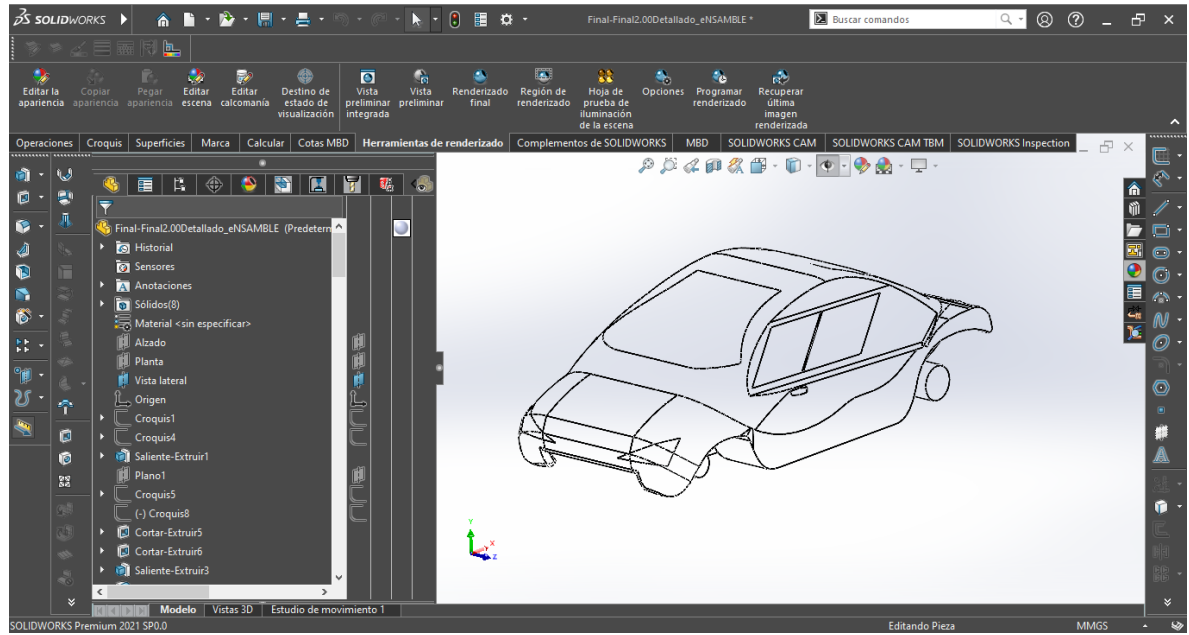 SOLIDWORKS
Final-Final2.00Detallado_eNSAMBLE *
Buscar comandos
Editar la apariencia
Copiar apariencia
Pegar apariencia
Editar escena
Editar calcomanía
Destino de estado de visualización
Vista preliminar integrada
Vista preliminar
Renderizado final
Región de renderizado
Hoja de prueba de iluminación de la escena
Opciones
Programar renderizado
Recuperar última imagen renderizada
Operaciones Croquis Superficies Marca Calcular Cotas MBD Herramientas de renderizado Complementos de SOLIDWORKS MBD SOLIDWORKS CAM SOLIDWORKS CAM TBM SOLIDWORKS Inspection
Final-Final2.00Detallado_eNSAMBLE (Predetern
Historial
Sensores
Anotaciones
Sólidos(8)
Material <sin especificar>
Alzado
Planta
Vista lateral
Origen
Croquis1
Croquis4
Saliente-Extruir1
Plano1
Croquis5
(-) Croquis8
Cortar-Extruir5
Cortar-Extruir6
Saliente-Extruir3
Y
X
Z
Modelo Vistas 3D Estudio de movimiento 1
SOLIDWORKS Premium 2021 SP0.0
Editando Pieza
MMGS